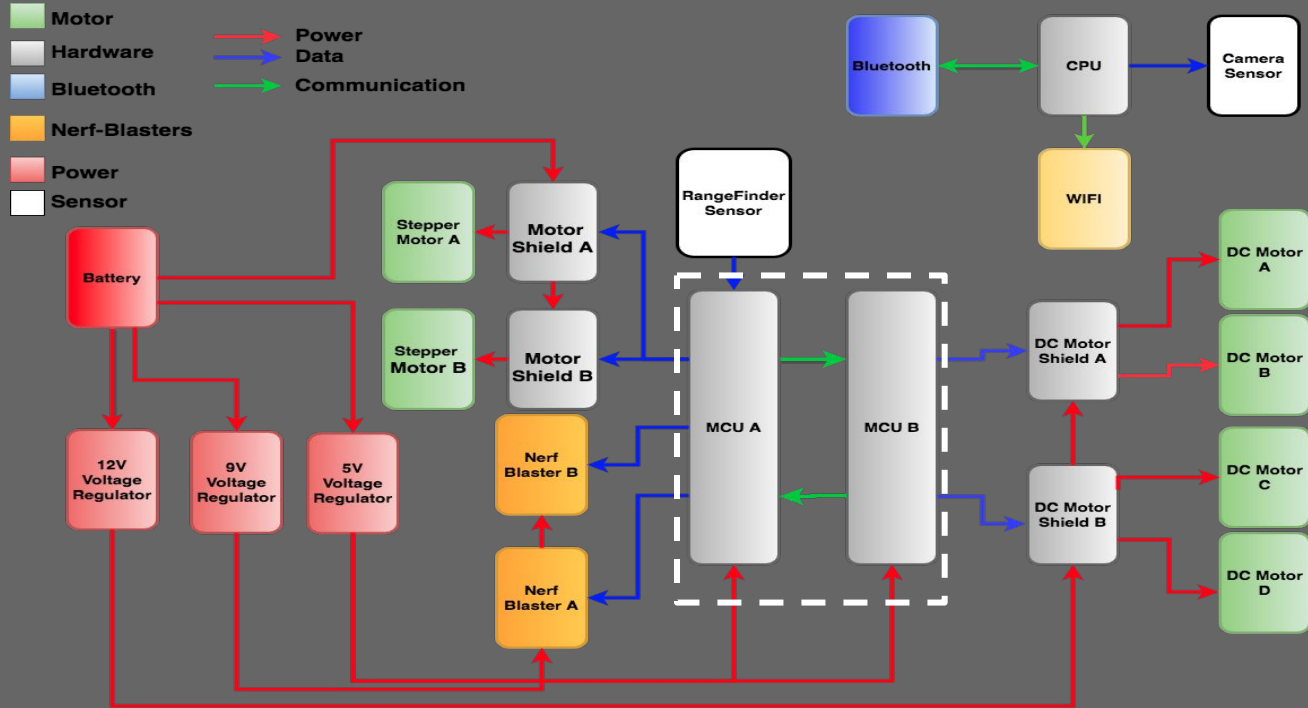 Motor
Hardware
Bluetooth
Nerf-Blasters
Power
Sensor
Power
Data
Communication
Bluetooth
CPU
Camera
Sensor
WIFI
RangeFinder
Sensor
Stepper
Motor A
Motor
Shield A
Battery
Stepper
Motor B
Motor
Shield B
MCU A
MCU B
DC Motor
Shield A
DC Motor
A
DC Motor
B
12V
Voltage
Regulator
9V
Voltage
Regulator
5V
Voltage
Regulator
Nerf
Blaster B
Nerf
Blaster A
DC Motor
Shield B
DC Motor
C
DC Motor
D